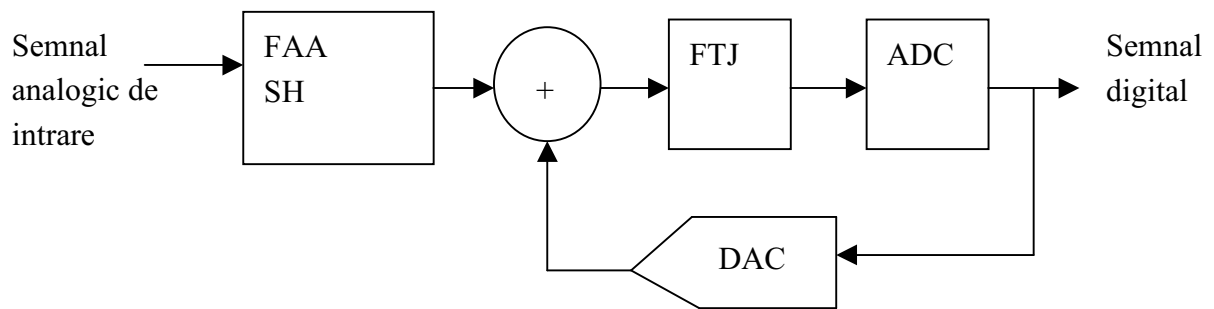 Semnal
analogic de
intrare
FAA
SH
+
FTJ
ADC
Semnal
digital
DAC